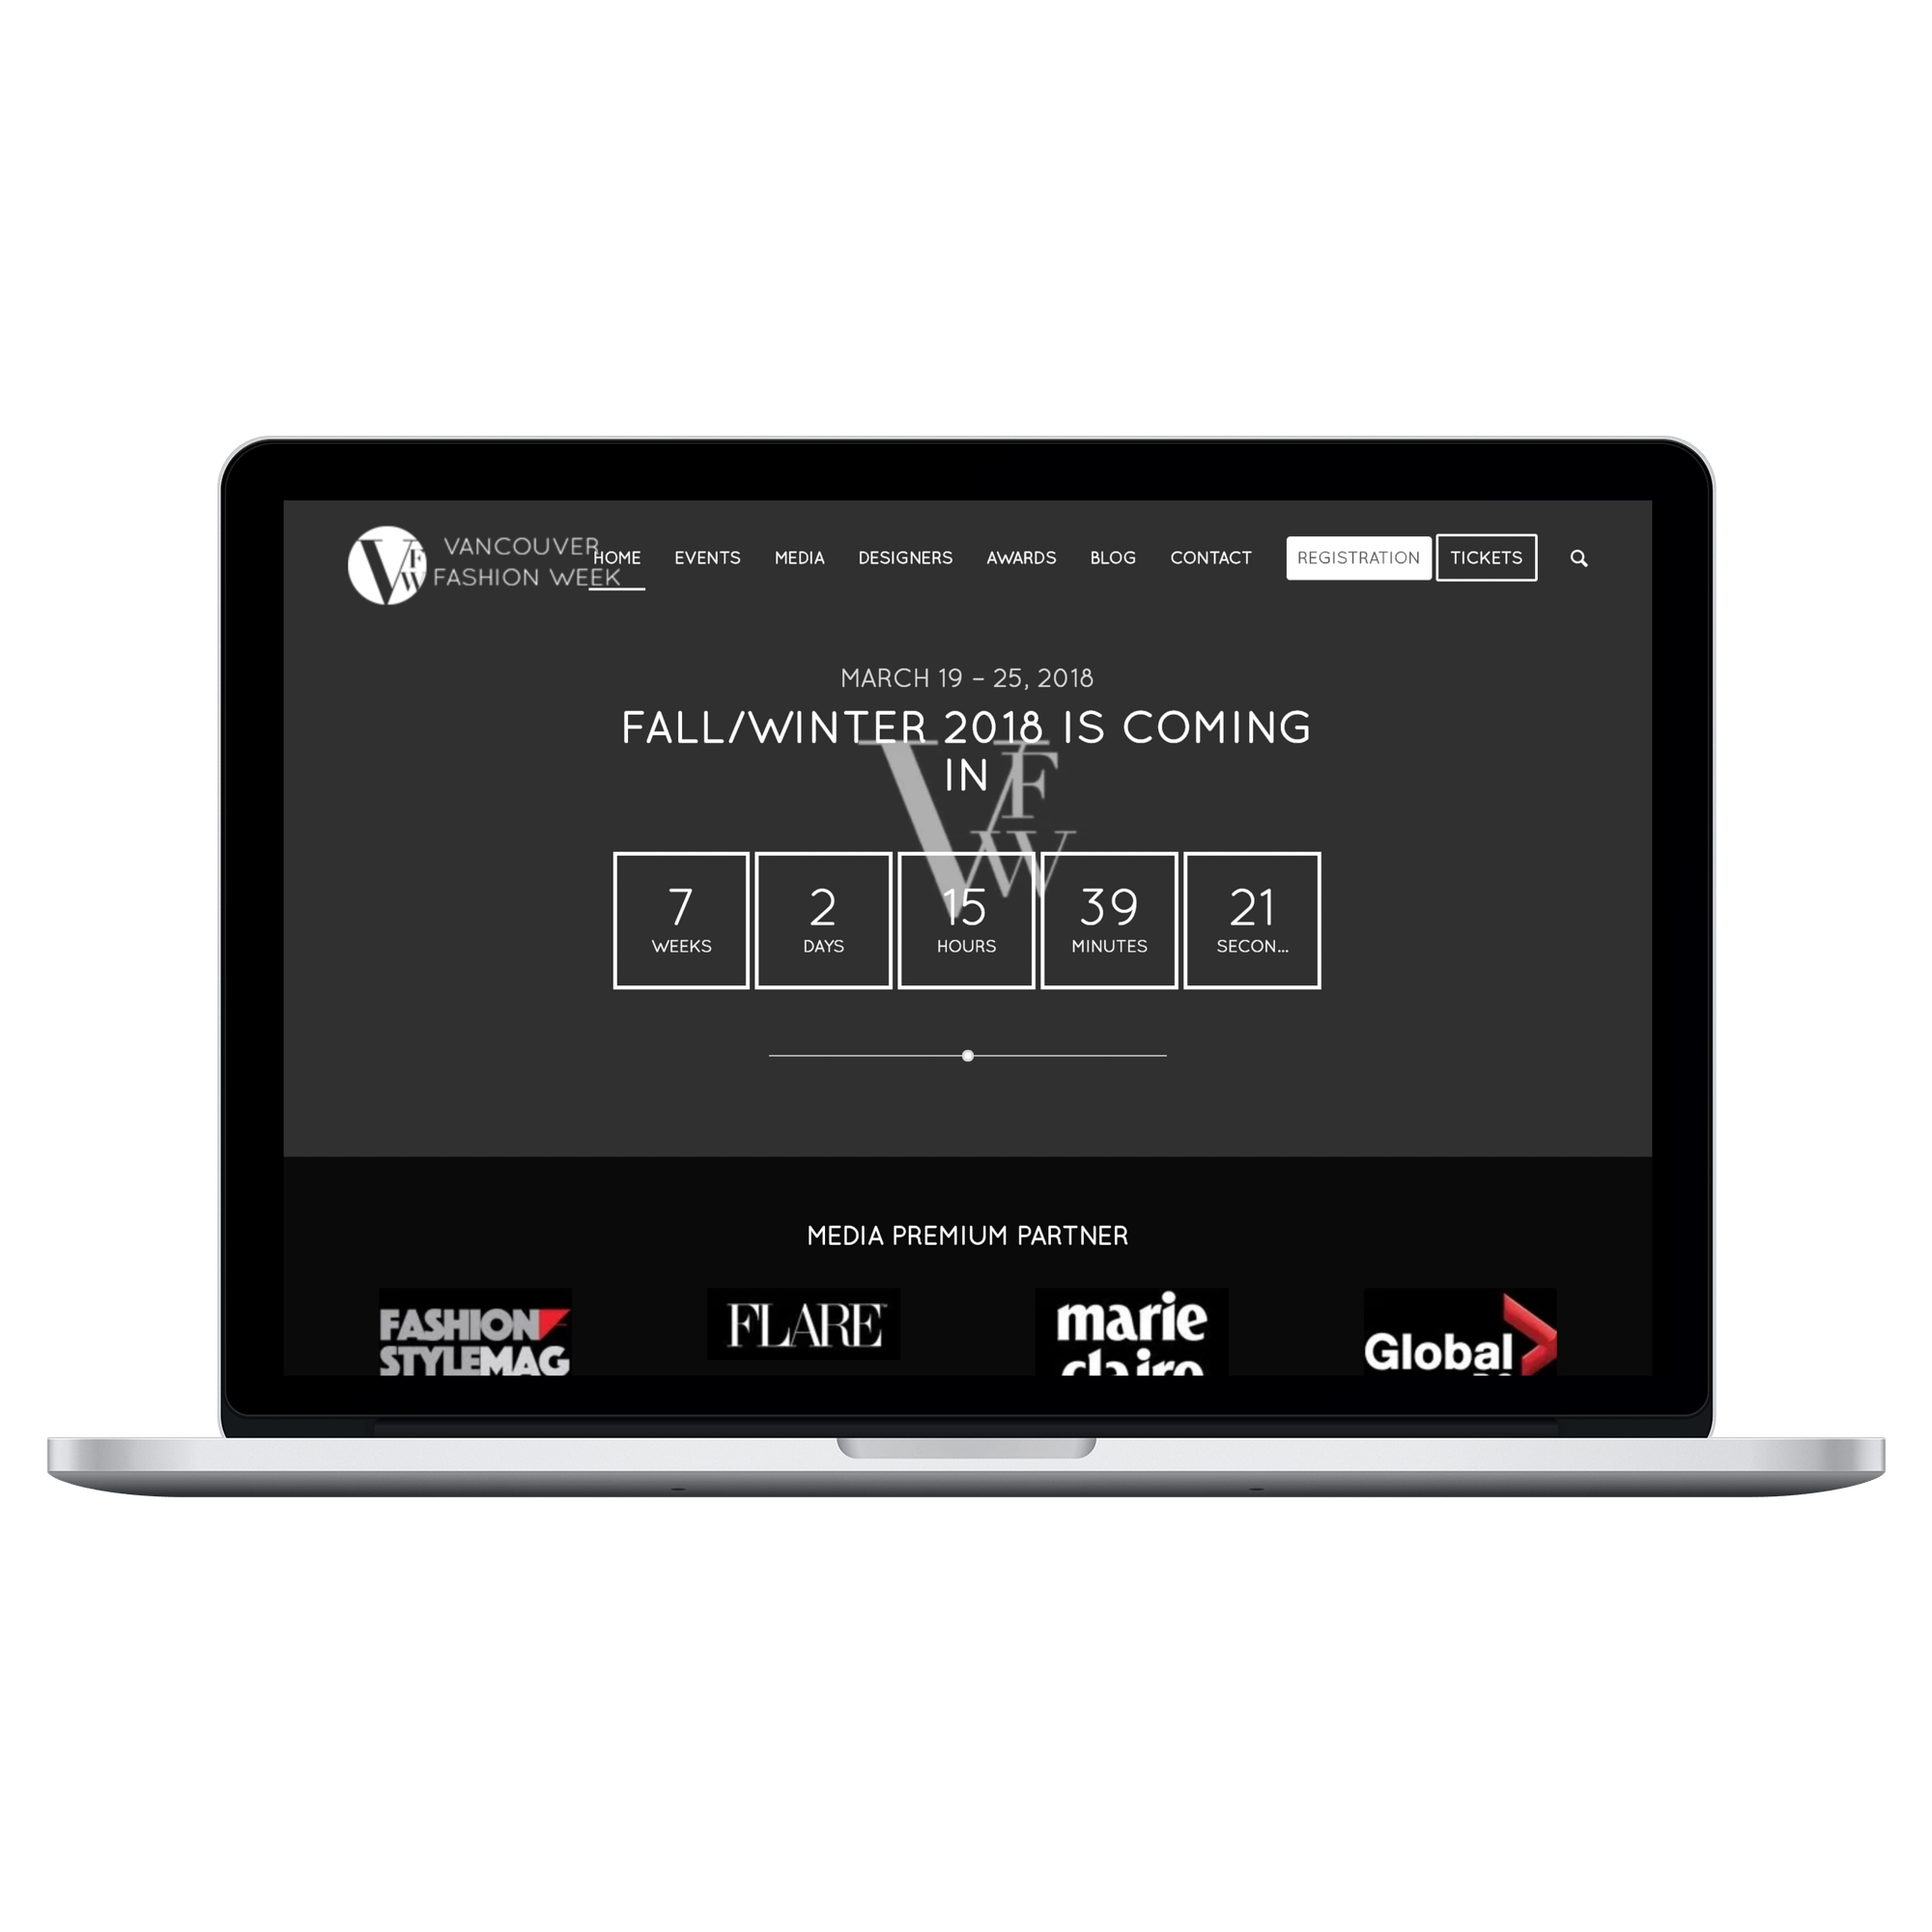 VFW
VANCOUVER
FASHION WEEK
HOME EVENTS MEDIA DESIGNERS AWARDS BLOG CONTACT REGISTRATION TICKETS
MARCH 19 – 25, 2018
FALL/WINTER 2018 IS COMING
IN
VFW
7 2 15 39 21
WEEKS DAYS HOURS MINUTES SECON...
MEDIA PREMIUM PARTNER
FASHION
STYLEMAG
FLARE
marie
claire
Global